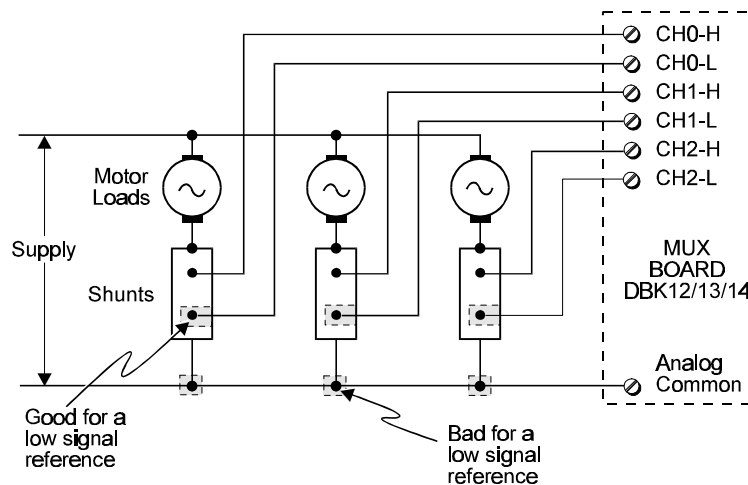 CH0-H
CH0-L
CH1-H
CH1-L
CH2-H
CH2-L
Motor
Loads
Supply
Shunts
MUX
BOARD
DBK12/13/14
Analog
Common
Good for a
low signal
reference
Bad for a
low signal
reference